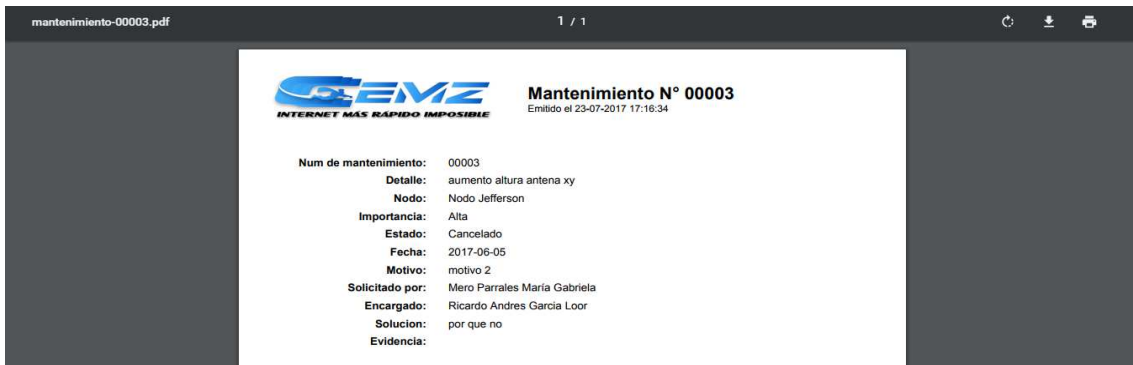 mantenimiento-00003.pdf
1 / 1
GEMZ
INTERNET MÁS RÁPIDO IMPOSIBLE
Mantenimiento N° 00003
Emitido el 23-07-2017 17:16:34
Num de mantenimiento: 00003
Detalle: aumento altura antena xy
Nodo: Nodo Jefferson
Importancia: Alta
Estado: Cancelado
Fecha: 2017-06-05
Motivo: motivo 2
Solicitado por: Mero Parrales María Gabriela
Encargado: Ricardo Andres Garcia Loor
Solucion: por que no
Evidencia: